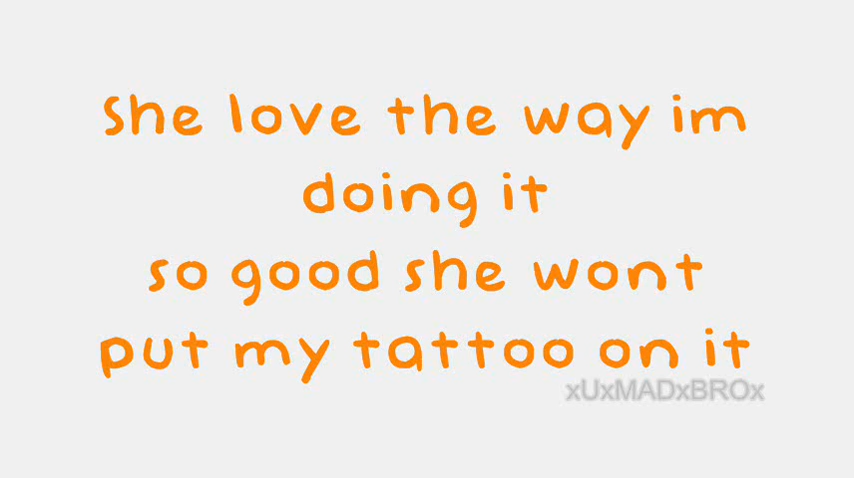 She love the way im
doing it
so good she wont
put my tattoo on it
xUxMADxBROx